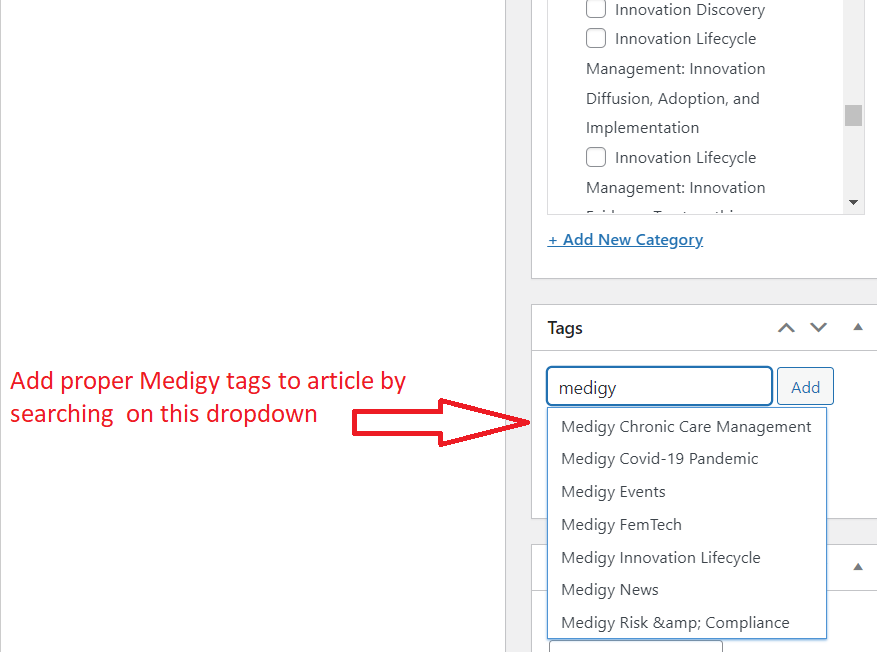 Innovation Discovery
Innovation Lifecycle
Management: Innovation
Diffusion, Adoption, and
Implementation
Innovation Lifecycle
Management: Innovation
+ Add New Category
Tags
Add proper Medigy tags to article by
searching on this dropdown
medigy
Add
Medigy Chronic Care Management
Medigy Covid-19 Pandemic
Medigy Events
Medigy FemTech
Medigy Innovation Lifecycle
Medigy News
Medigy Risk &amp; Compliance